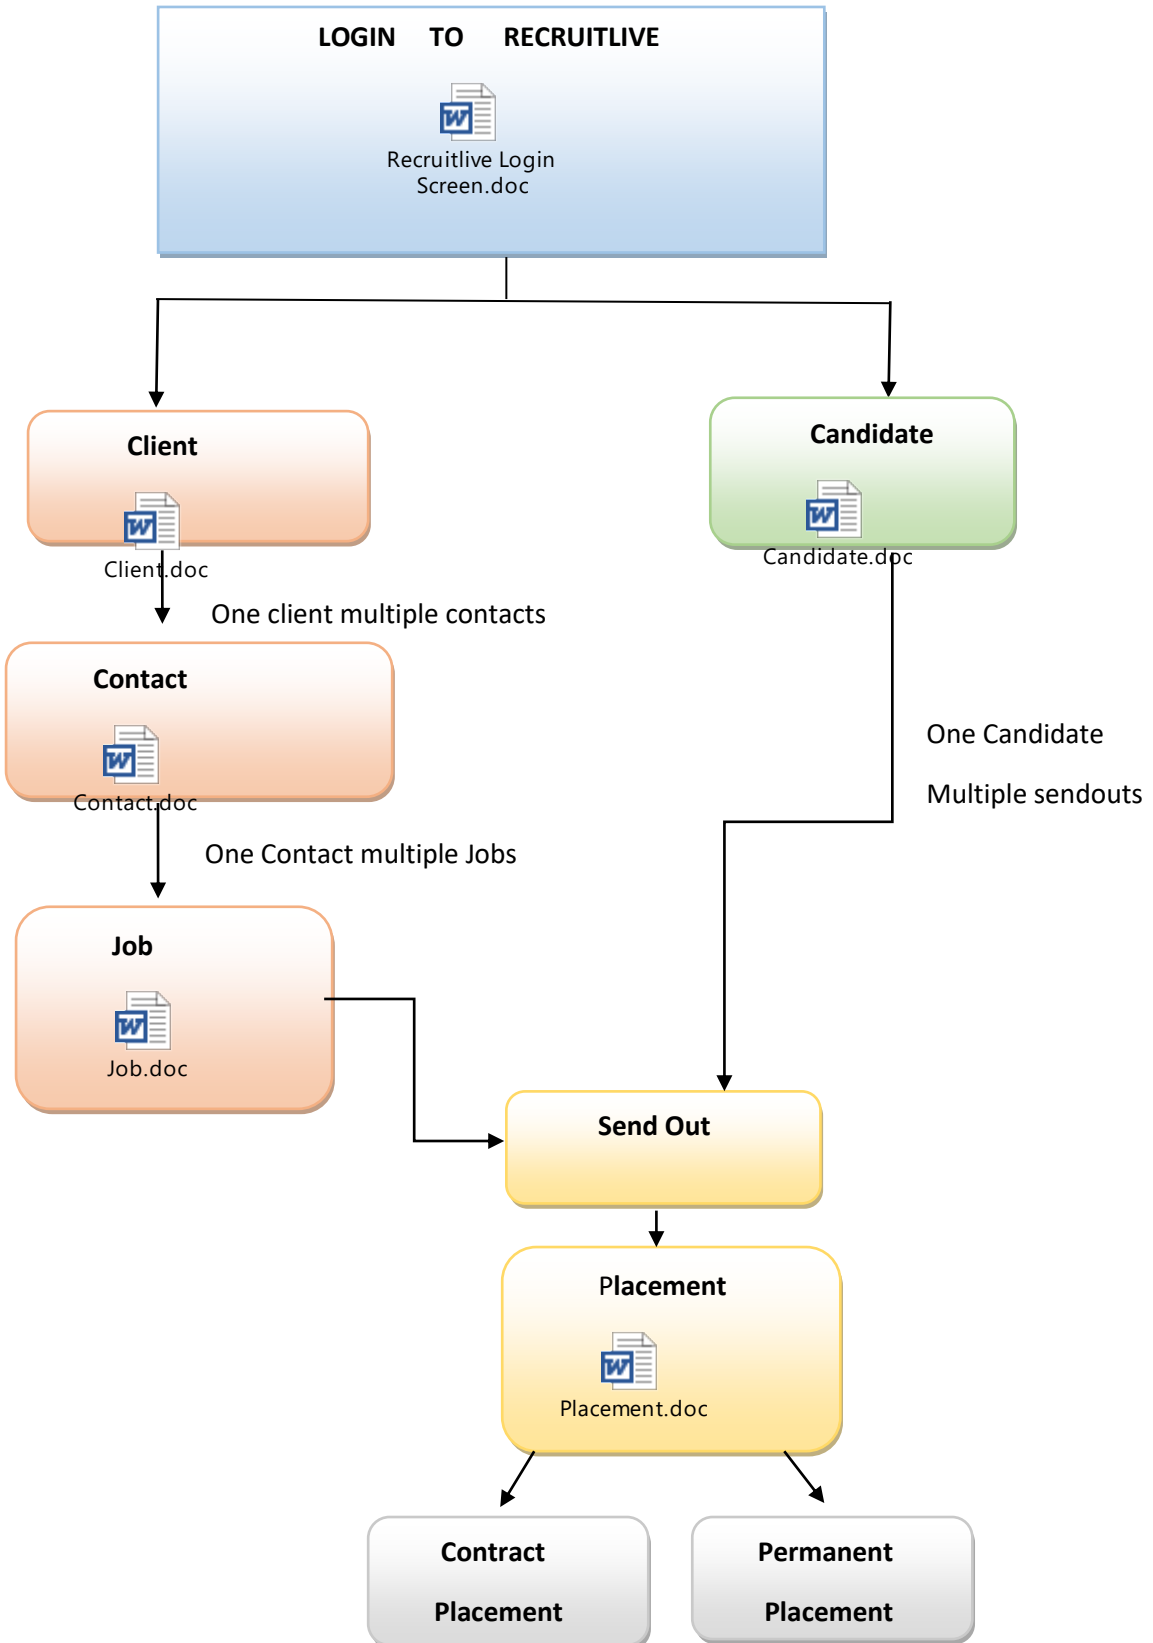 LOGIN TO RECRUITLIVE
Recruitlive Login
Screen.doc
Client
Client.doc
One client multiple contacts
Contact
Contact.doc
One Contact multiple Jobs
Job
Job.doc
Candidate
Candidate.doc
One Candidate
Multiple sendouts
Send Out
Placement
Placement.doc
Contract
Placement
Permanent
Placement